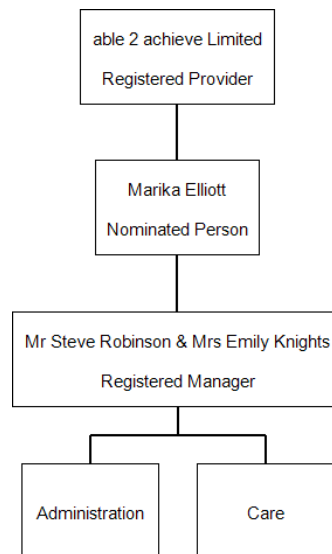 able 2 achieve Limited
Registered Provider
Marika Elliott
Nominated Person
Mr Steve Robinson & Mrs Emily Knights
Registered Manager
Administration
Care